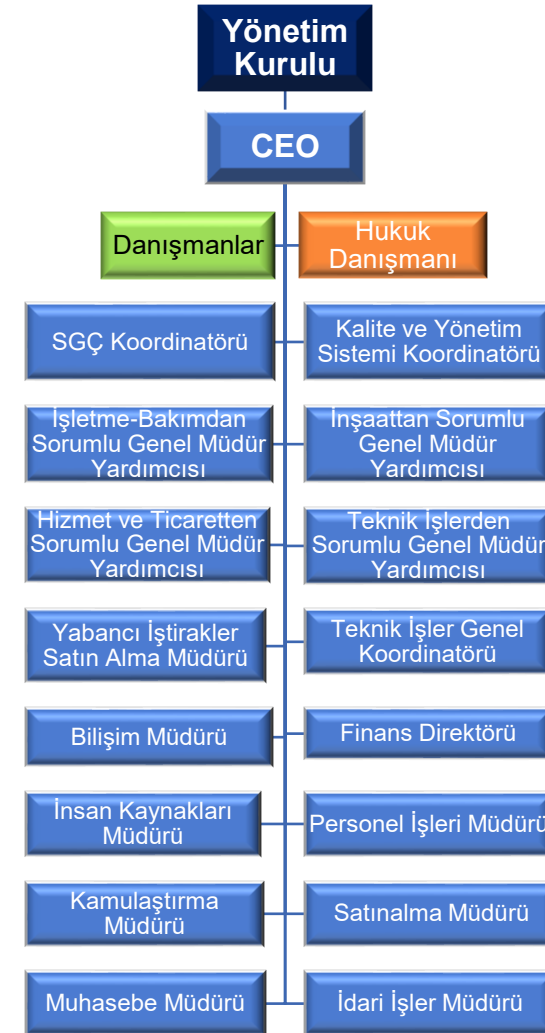 Yönetim
Kurulu
CEO
Danışmanlar
Hukuk
Danışmanı
SGÇ Koordinatörü
Kalite ve Yönetim
Sistemi Koordinatörü
İşletme-Bakımdan
Sorumlu Genel Müdür
Yardımcısı
İnşaattan Sorumlu
Genel Müdür
Yardımcısı
Hizmet ve Ticaretten
Sorumlu Genel Müdür
Yardımcısı
Teknik İşlerden
Sorumlu Genel Müdür
Yardımcısı
Yabancı İştirakler
Satın Alma Müdürü
Teknik İşler Genel
Koordinatörü
Bilişim Müdürü
Finans Direktörü
İnsan Kaynakları
Müdürü
Personel İşleri Müdürü
Kamulaştırma
Müdürü
Satınalma Müdürü
Muhasebe Müdürü
İdari İşler Müdürü